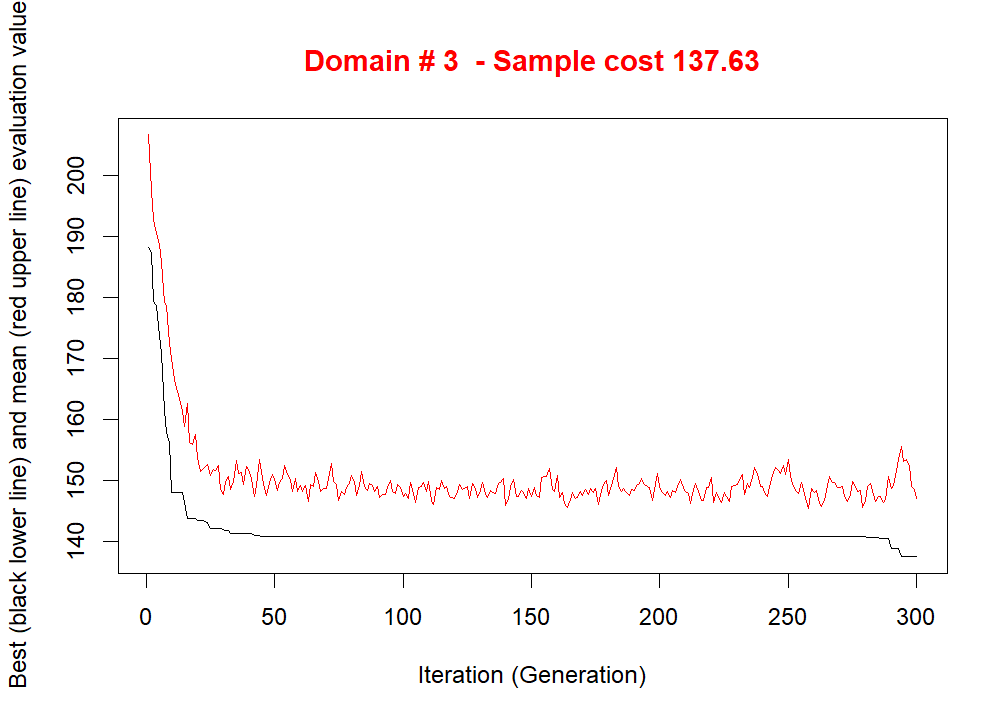 Domain # 3  - Sample cost 137.63
Best (black lower line) and mean (red upper line) evaluation value
200
190
180
170
160
150
140
0 50 100 150 200 250 300
Iteration (Generation)